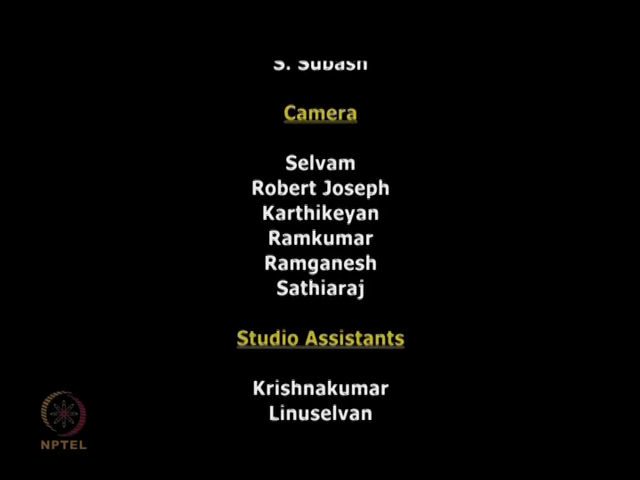 S. Subash
Camera
Selvam
Robert Joseph
Karthikeyan
Ramkumar
Ramganesh
Sathiaraj
Studio Assistants
Krishnakumar
Linuselvan
NPTEL